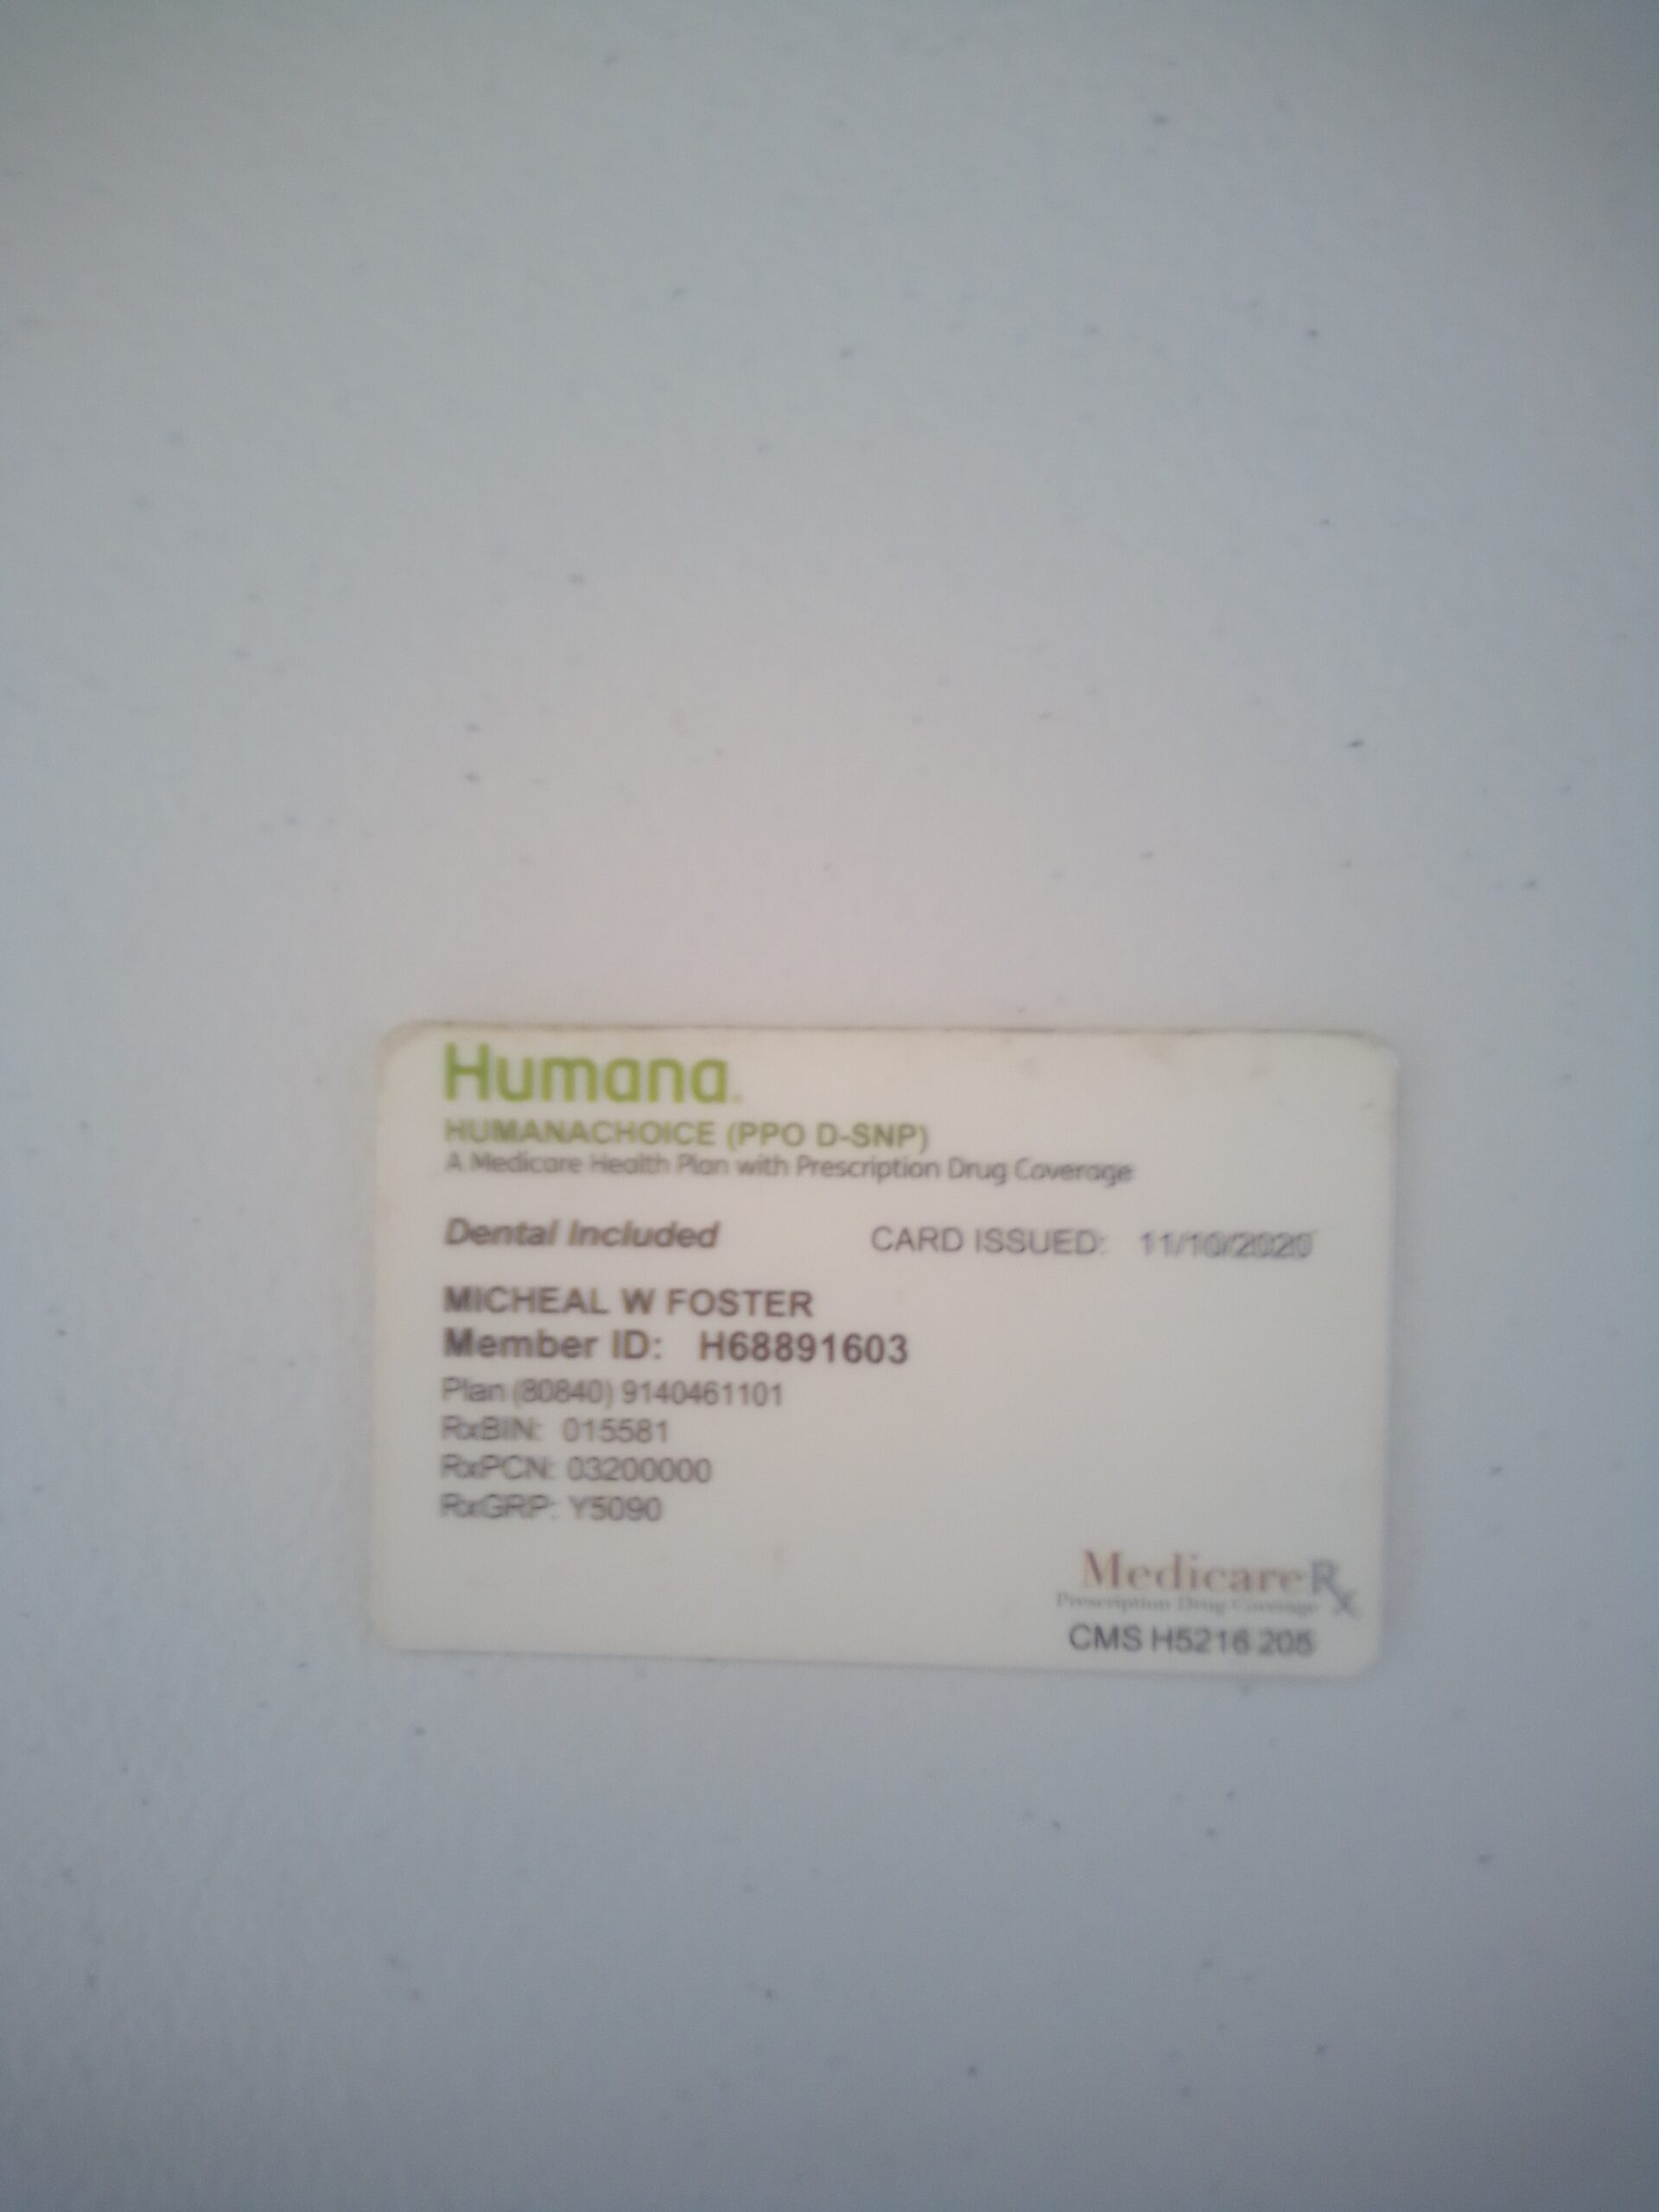 Humana
HUMANACHOICE (PPO D-SNP)
A Medicare Health Plan with Prescription Drug Coverage
Dental Included CARD ISSUED: 11/10/2020
MICHEAL W FOSTER
Member ID: H68891603
Plan (80840) 9140461101
RxBIN: 015581
RxPCN: 03200000
RxGRP: Y5090
MedicareRx
Prescription Drug Coverage
CMS H5216 205